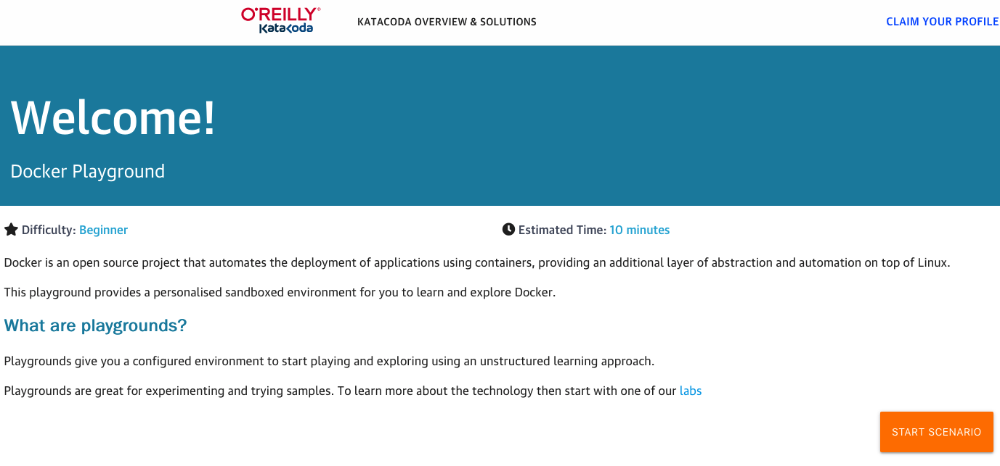 O'REILLY®
KATACODA OVERVIEW & SOLUTIONS
CLAIM YOUR PROFILE
Katakoda
Welcome!
Docker Playground
Difficulty: Beginner
Estimated Time: 10 minutes
Docker is an open source project that automates the deployment of applications using containers, providing an additional layer of abstraction and automation on top of Linux.
This playground provides a personalised sandboxed environment for you to learn and explore Docker.
What are playgrounds?
Playgrounds give you a configured environment to start playing and exploring using an unstructured learning approach.
Playgrounds are great for experimenting and trying samples. To learn more about the technology then start with one of our labs
START SCENARIO